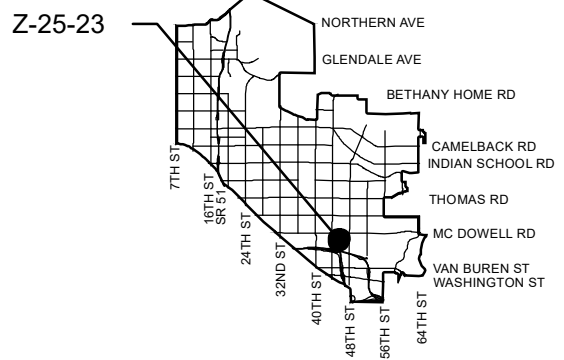 Z-25-23
NORTHERN AVE
GLENDALE AVE
BETHANY HOME RD
CAMELBACK RD
INDIAN SCHOOL RD
THOMAS RD
MC DOWELL RD
VAN BUREN ST
WASHINGTON ST
7TH ST
16TH ST
SR 51
24TH ST
32ND ST
40TH ST
48TH ST
56TH ST
64TH ST